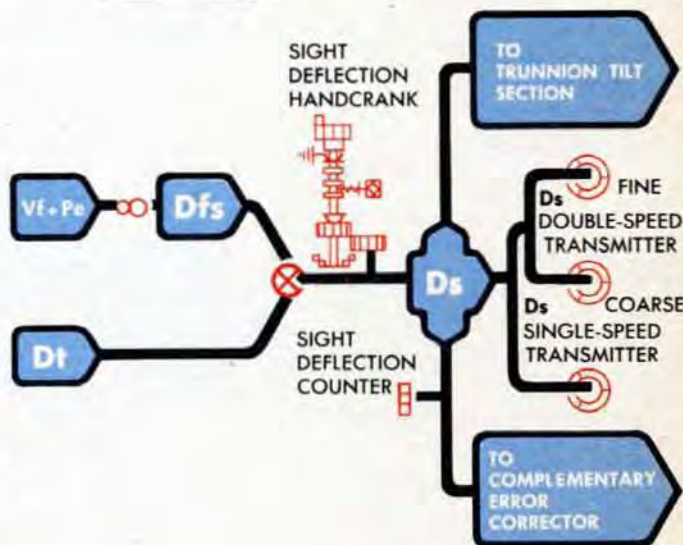 SIGHT
DEFLECTION
HANDCRANK
TO
TRUNNION TILT
SECTION
Vf+Pe
Dfs
Ds
FINE
DOUBLE-SPEED
TRANSMITTER
Ds
COARSE
Ds
SINGLE-SPEED
TRANSMITTER
Dt
SIGHT
DEFLECTION
COUNTER
TO
COMPLEMENTARY
ERROR
CORRECTOR